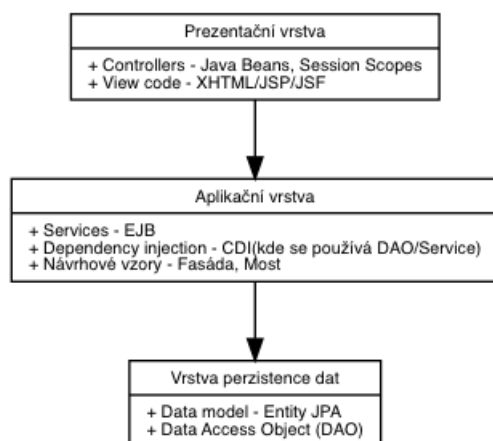 Prezentační vrstva
+ Controllers - Java Beans, Session Scopes
+ View code - XHTML/JSP/JSF
Aplikační vrstva
+ Services - EJB
+ Dependency injection - CDI(kde se používá DAO/Service)
+ Návrhové vzory - Fasáda, Most
Vrstva perzistence dat
+ Data model - Entity JPA
+ Data Access Object (DAO)